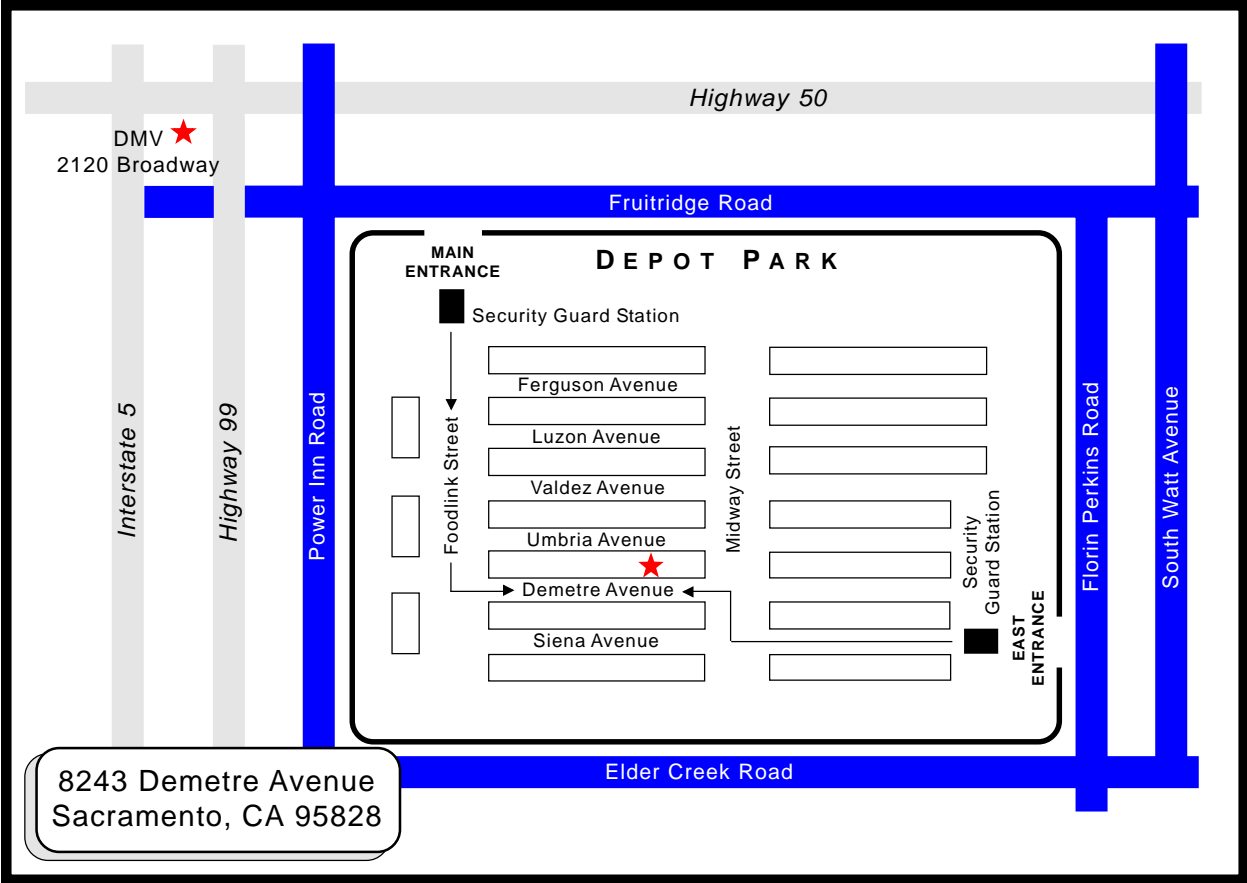 Highway 50
DMV
2120 Broadway
Fruitridge Road
MAIN
ENTRANCE
DEPOT PARK
Security Guard Station
Ferguson Avenue
Luzon Avenue
Valdez Avenue
Umbria Avenue
Demetre Avenue
Siena Avenue
Interstate 5
Highway 99
Power Inn Road
Foodlink Street
Midway Street
Security
Guard Station
EAST
ENTRANCE
Florin Perkins Road
South Watt Avenue
Elder Creek Road
8243 Demetre Avenue
Sacramento, CA 95828